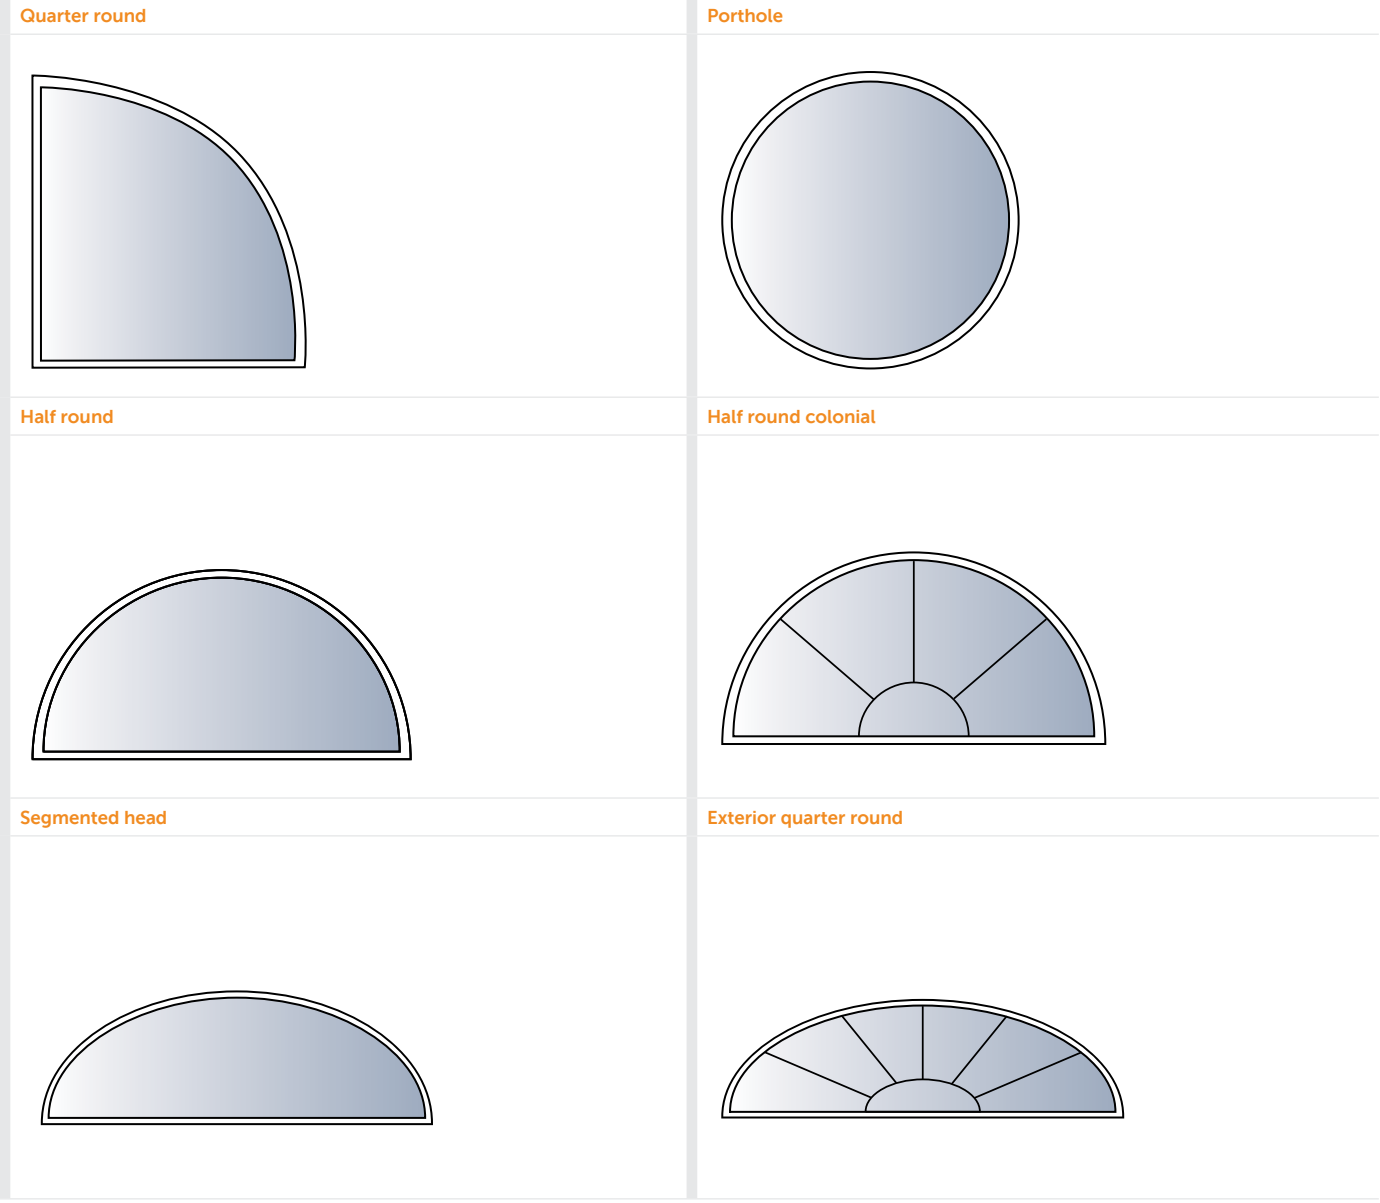 Quarter round
Porthole
Half round
Half round colonial
Segmented head
Exterior quarter round